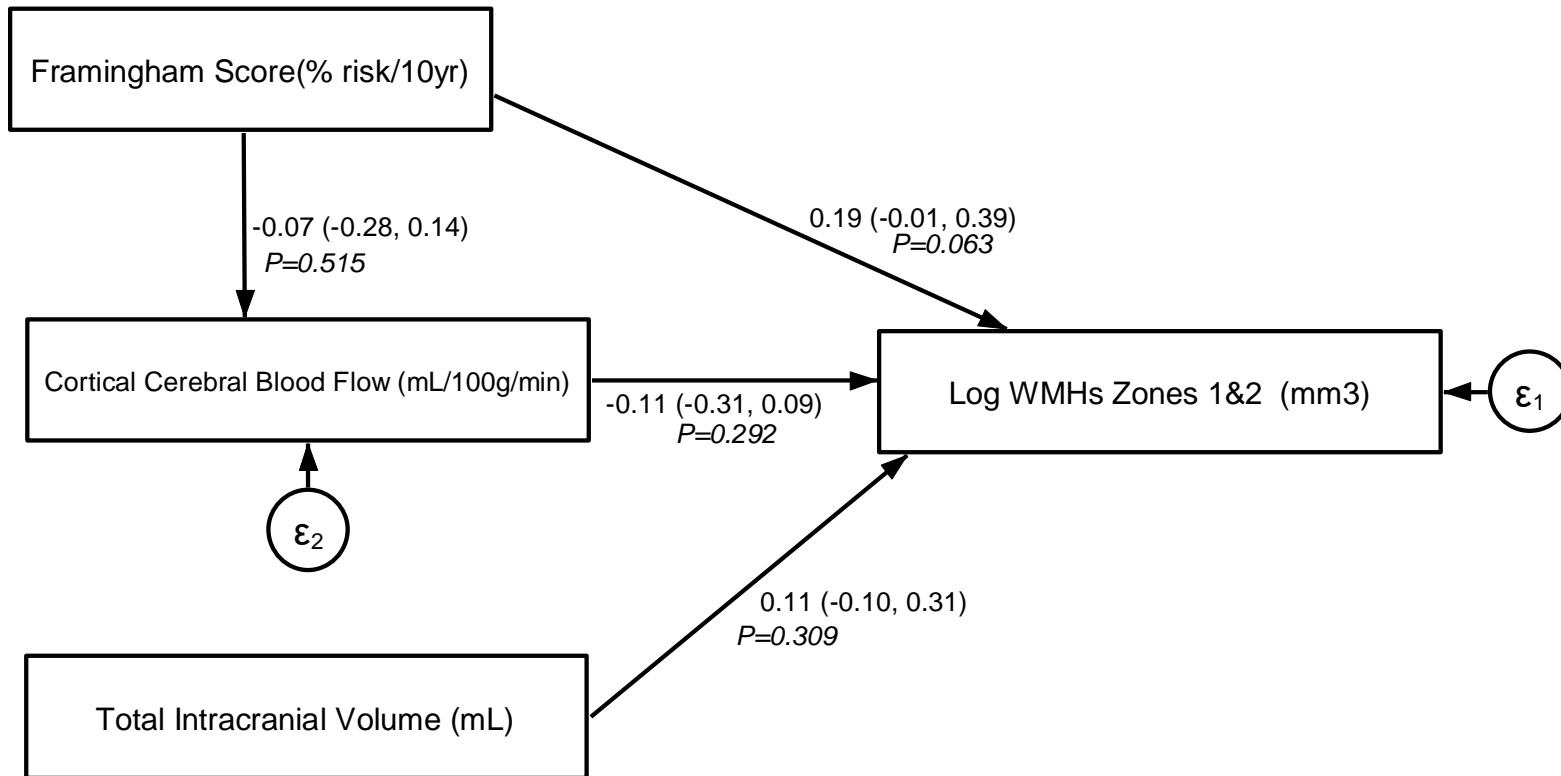 Framingham Score(% risk/10yr)
-0.07 (-0.28, 0.14)
P=0.515
0.19 (-0.01, 0.39)
P=0.063
Cortical Cerebral Blood Flow (mL/100g/min)
-0.11 (-0.31, 0.09)
P=0.292
Log WMHs Zones 1&2  (mm3)
ε1
ε2
0.11 (-0.10, 0.31)
P=0.309
Total Intracranial Volume (mL)